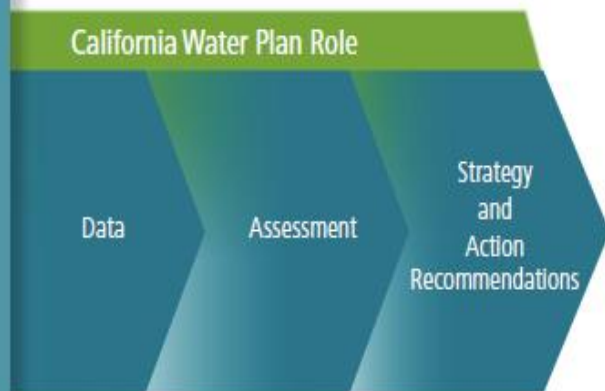 California Water Plan Role
Data
Assessment
Strategy
and
Action
Recommendations